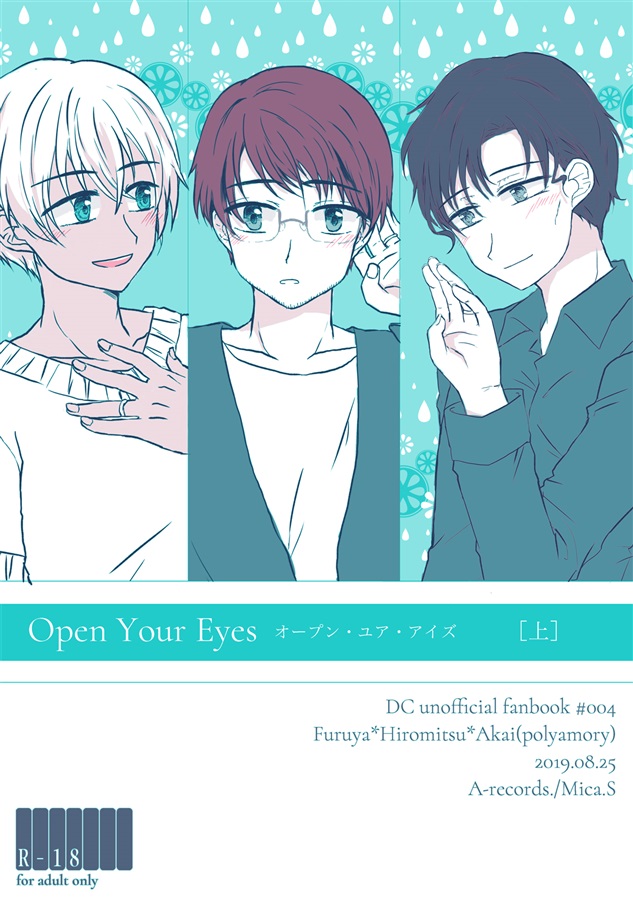 Open Your Eyes オープン・ユア・アイズ ［上］
DC unofficial fanbook #004
Furuya*Hiromitsu*Akai(polyamory)
2019.08.25
A-records./Mica.S
R-18
for adult only